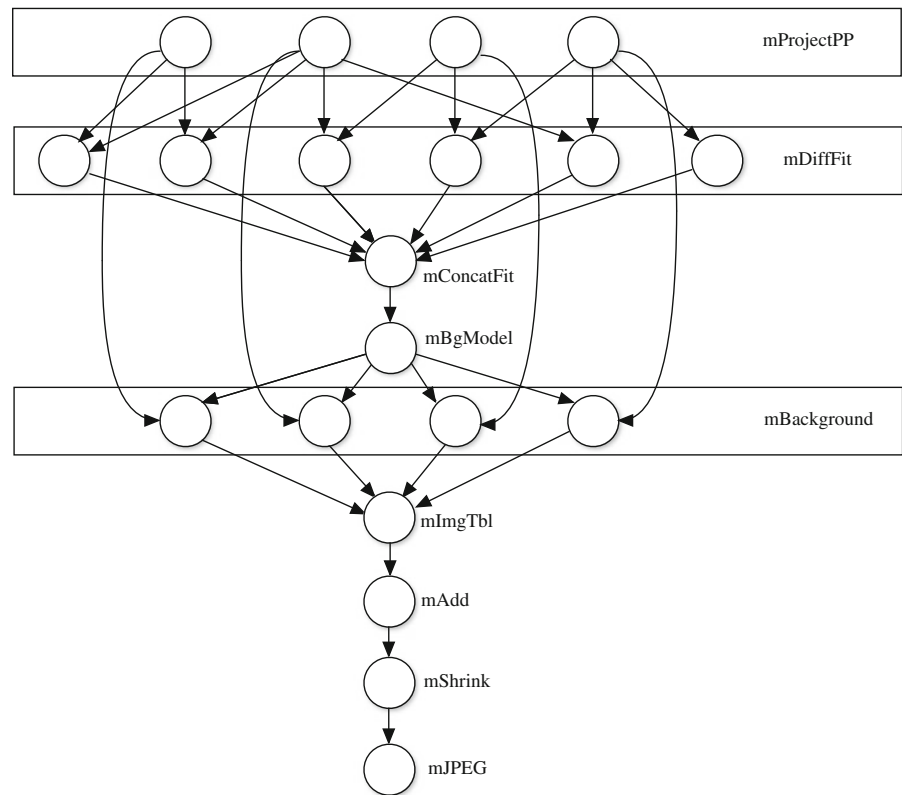 mProjectPP
mDiffFit
mConcatFit
mBgModel
mBackground
mImgTbl
mAdd
mShrink
mJPEG